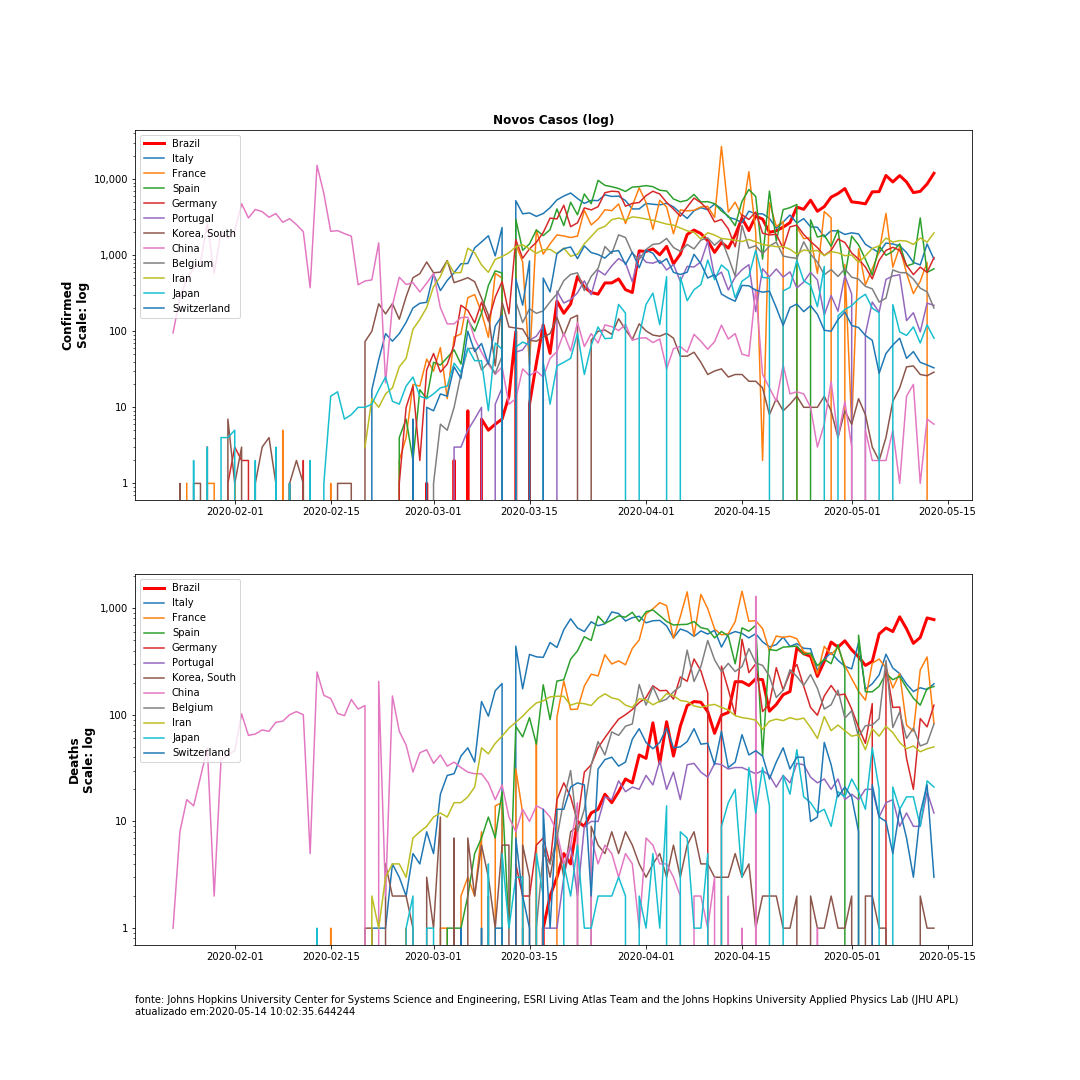 Novos Casos (log)
Confirmed
Scale: log
10,000
1,000
100
10
1
Brazil
Italy
France
Spain
Germany
Portugal
Korea, South
China
Belgium
Iran
Japan
Switzerland
2020-02-01
2020-02-15
2020-03-01
2020-03-15
2020-04-01
2020-04-15
2020-05-01
2020-05-15
Deaths
Scale: log
1,000
100
10
1
Brazil
Italy
France
Spain
Germany
Portugal
Korea, South
China
Belgium
Iran
Japan
Switzerland
2020-02-01
2020-02-15
2020-03-01
2020-03-15
2020-04-01
2020-04-15
2020-05-01
2020-05-15
fonte: Johns Hopkins University Center for Systems Science and Engineering, ESRI Living Atlas Team and the Johns Hopkins University Applied Physics Lab (JHU APL)
atualizado em:2020-05-14 10:02:35.644244